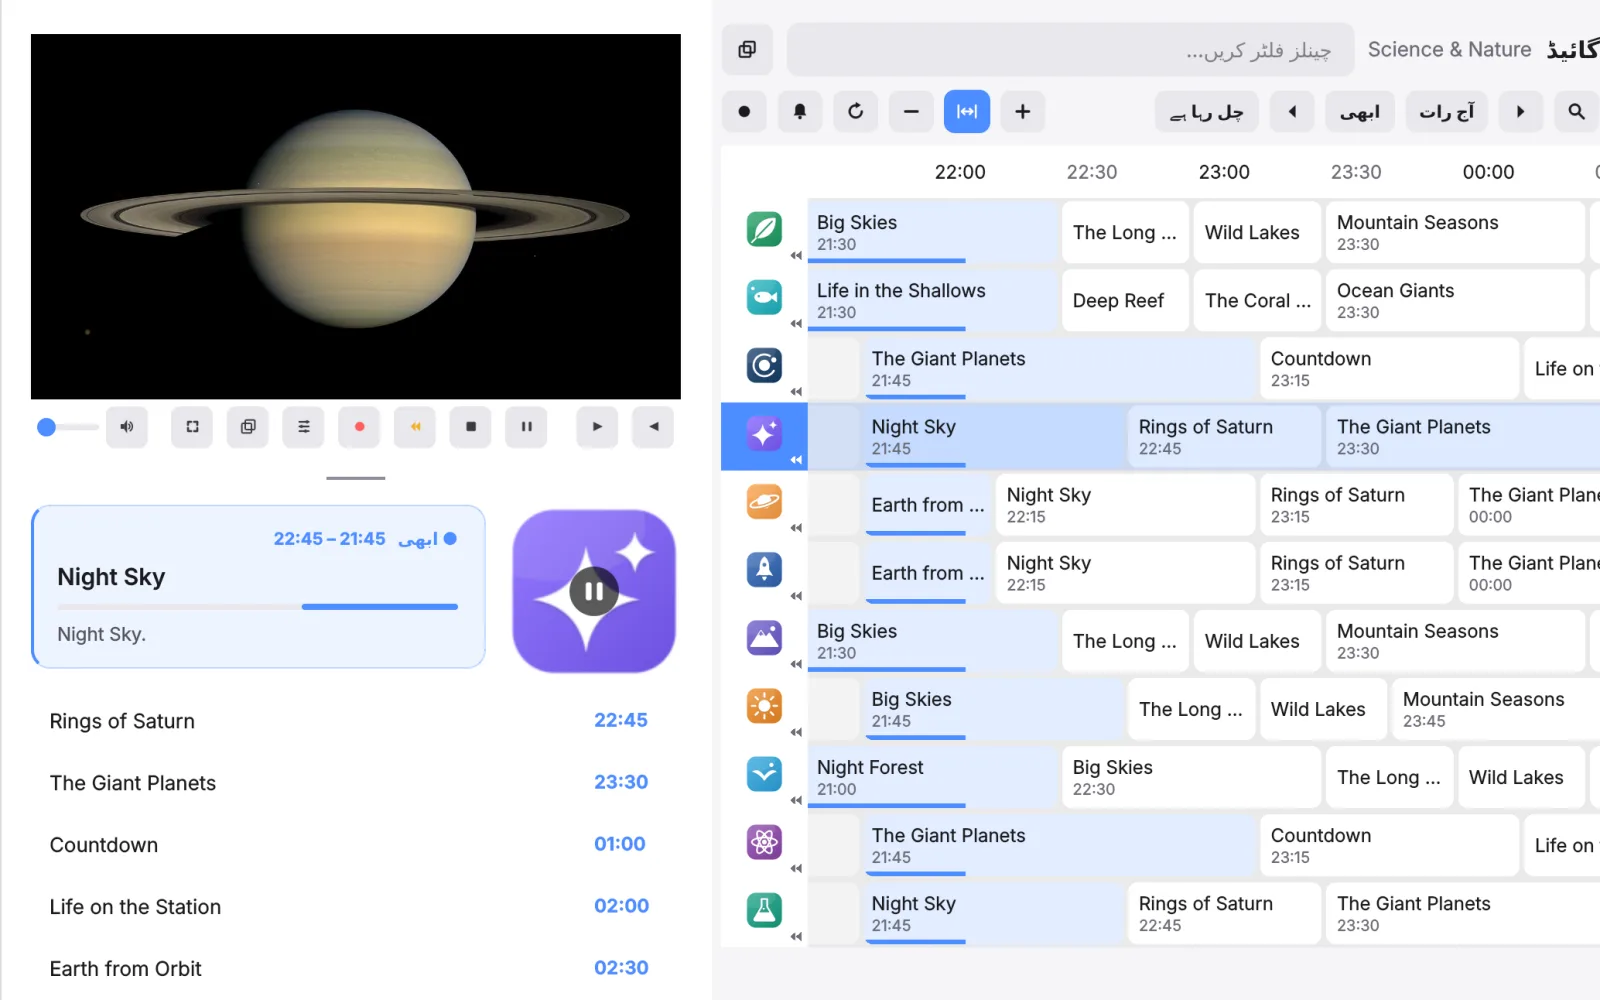 گائیڈ
Science & Nature
چینلز فلٹر کریں...
آج رات
ابھی
چل رہا ہے
22:00 22:30 23:00 23:30 00:00
Big Skies
21:30
The Long ...
Wild Lakes
Mountain Seasons
23:30
Life in the Shallows
21:30
Deep Reef
The Coral ...
Ocean Giants
23:30
The Giant Planets
21:45
Countdown
23:15
Life on
Night Sky
21:45
Rings of Saturn
22:45
The Giant Planets
23:30
Earth from ...
Night Sky
22:15
Rings of Saturn
23:15
The Giant Plane
00:00
Earth from ...
Night Sky
22:15
Rings of Saturn
23:15
The Giant Plane
00:00
Big Skies
21:30
The Long ...
Wild Lakes
Mountain Seasons
23:30
Big Skies
21:45
The Long ...
Wild Lakes
Mountain Seasons
23:45
Night Forest
21:00
Big Skies
22:30
The Long ...
Wild Lakes
The Giant Planets
21:45
Countdown
23:15
Life on
Night Sky
21:45
Rings of Saturn
22:45
The Giant Planets
23:30
ابھی 21:45 – 22:45
Night Sky
Night Sky.
Rings of Saturn 22:45
The Giant Planets 23:30
Countdown 01:00
Life on the Station 02:00
Earth from Orbit 02:30